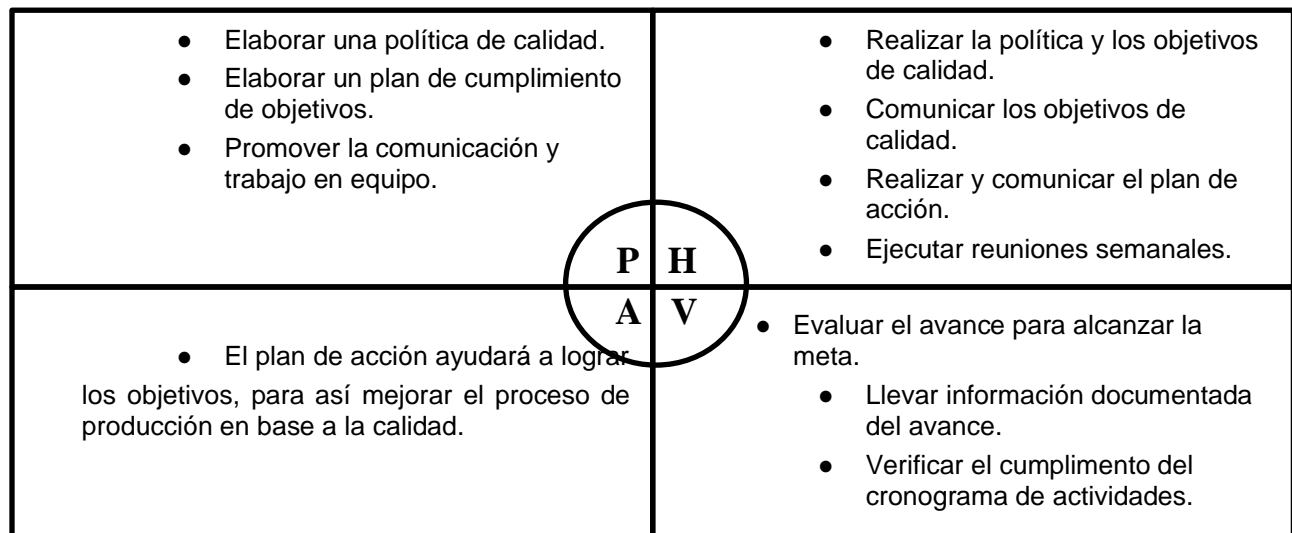 ● Elaborar una política de calidad.
● Elaborar un plan de cumplimiento
de objetivos.
● Promover la comunicación y
trabajo en equipo.
● Realizar la política y los objetivos
de calidad.
● Comunicar los objetivos de
calidad.
● Realizar y comunicar el plan de
acción.
● Ejecutar reuniones semanales.
P H
A V
● El plan de acción ayudará a lograr
los objetivos, para así mejorar el proceso de
producción en base a la calidad.
● Evaluar el avance para alcanzar la
meta.
● Llevar información documentada
del avance.
● Verificar el cumplimento del
cronograma de actividades.